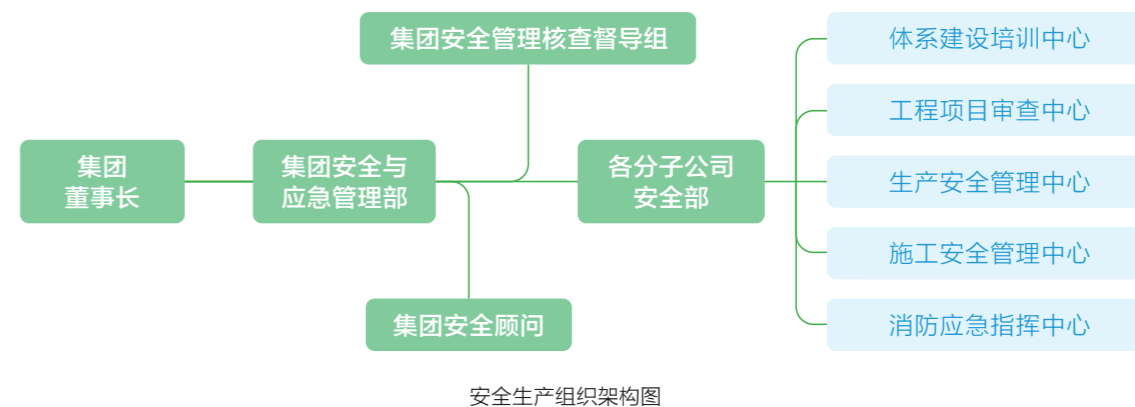 集团安全管理核查督导组
集团
董事长
集团安全与
应急管理部
各分子公司
安全部
集团安全顾问
体系建设培训中心
工程项目审查中心
生产安全管理中心
施工安全管理中心
消防应急指挥中心
安全生产组织架构图